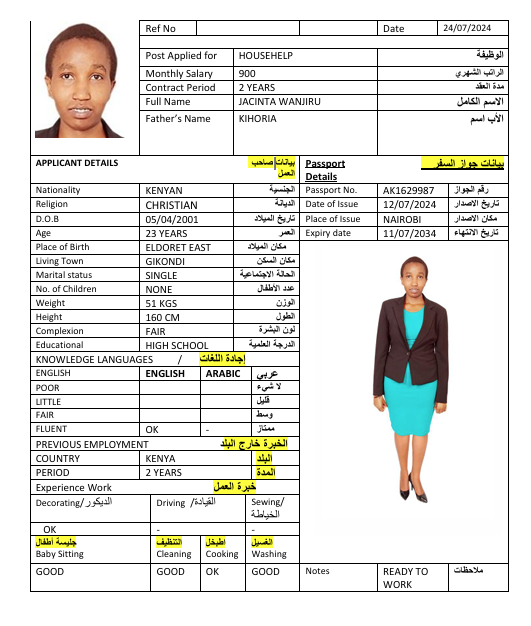 Ref No Date 24/07/2024
Post Applied for HOUSEHELP الوظيفة
Monthly Salary 900 الراتب الشهري
Contract Period 2 YEARS مدة العقد
Full Name JACINTA WANJIRU الاسم الكامل
Father's Name KIHORIA الأب اسم
APPLICANT DETAILS بيانات صاحب العمل
Passport Details بيانات جواز السفر
Nationality KENYAN الجنسية
Passport No. AK1629987 رقم الجواز
Religion CHRISTIAN الديانة
Date of Issue 12/07/2024 تاريخ الاصدار
D.O.B 05/04/2001 تاريخ الميلاد
Place of Issue NAIROBI مكان الاصدار
Age 23 YEARS العمر
Expiry date 11/07/2034 تاريخ الانتهاء
Place of Birth ELDORET EAST مكان الميلاد
Living Town GIKONDI مكان السكن
Marital status SINGLE الحالة الاجتماعية
No. of Children NONE عدد الأطفال
Weight 51 KGS الوزن
Height 160 CM الطول
Complexion FAIR لون البشرة
Educational HIGH SCHOOL الدرجة العلمية
KNOWLEDGE LANGUAGES / إجادة اللغات
ENGLISH ENGLISH ARABIC عربي
POOR لا شيء
LITTLE قليل
FAIR وسط
FLUENT OK - ممتاز
PREVIOUS EMPLOYMENT الخبرة خارج البلد
COUNTRY KENYA البلد
PERIOD 2 YEARS المدة
Experience Work خبرة العمل
Decorating/الديكور Driving /القيادة Sewing/
الخياطة
OK - -
جليسة أطفال التنظيف اطبخل الغسيل
Baby Sitting Cleaning Cooking Washing
GOOD GOOD OK GOOD
Notes READY TO WORK ملاحظات